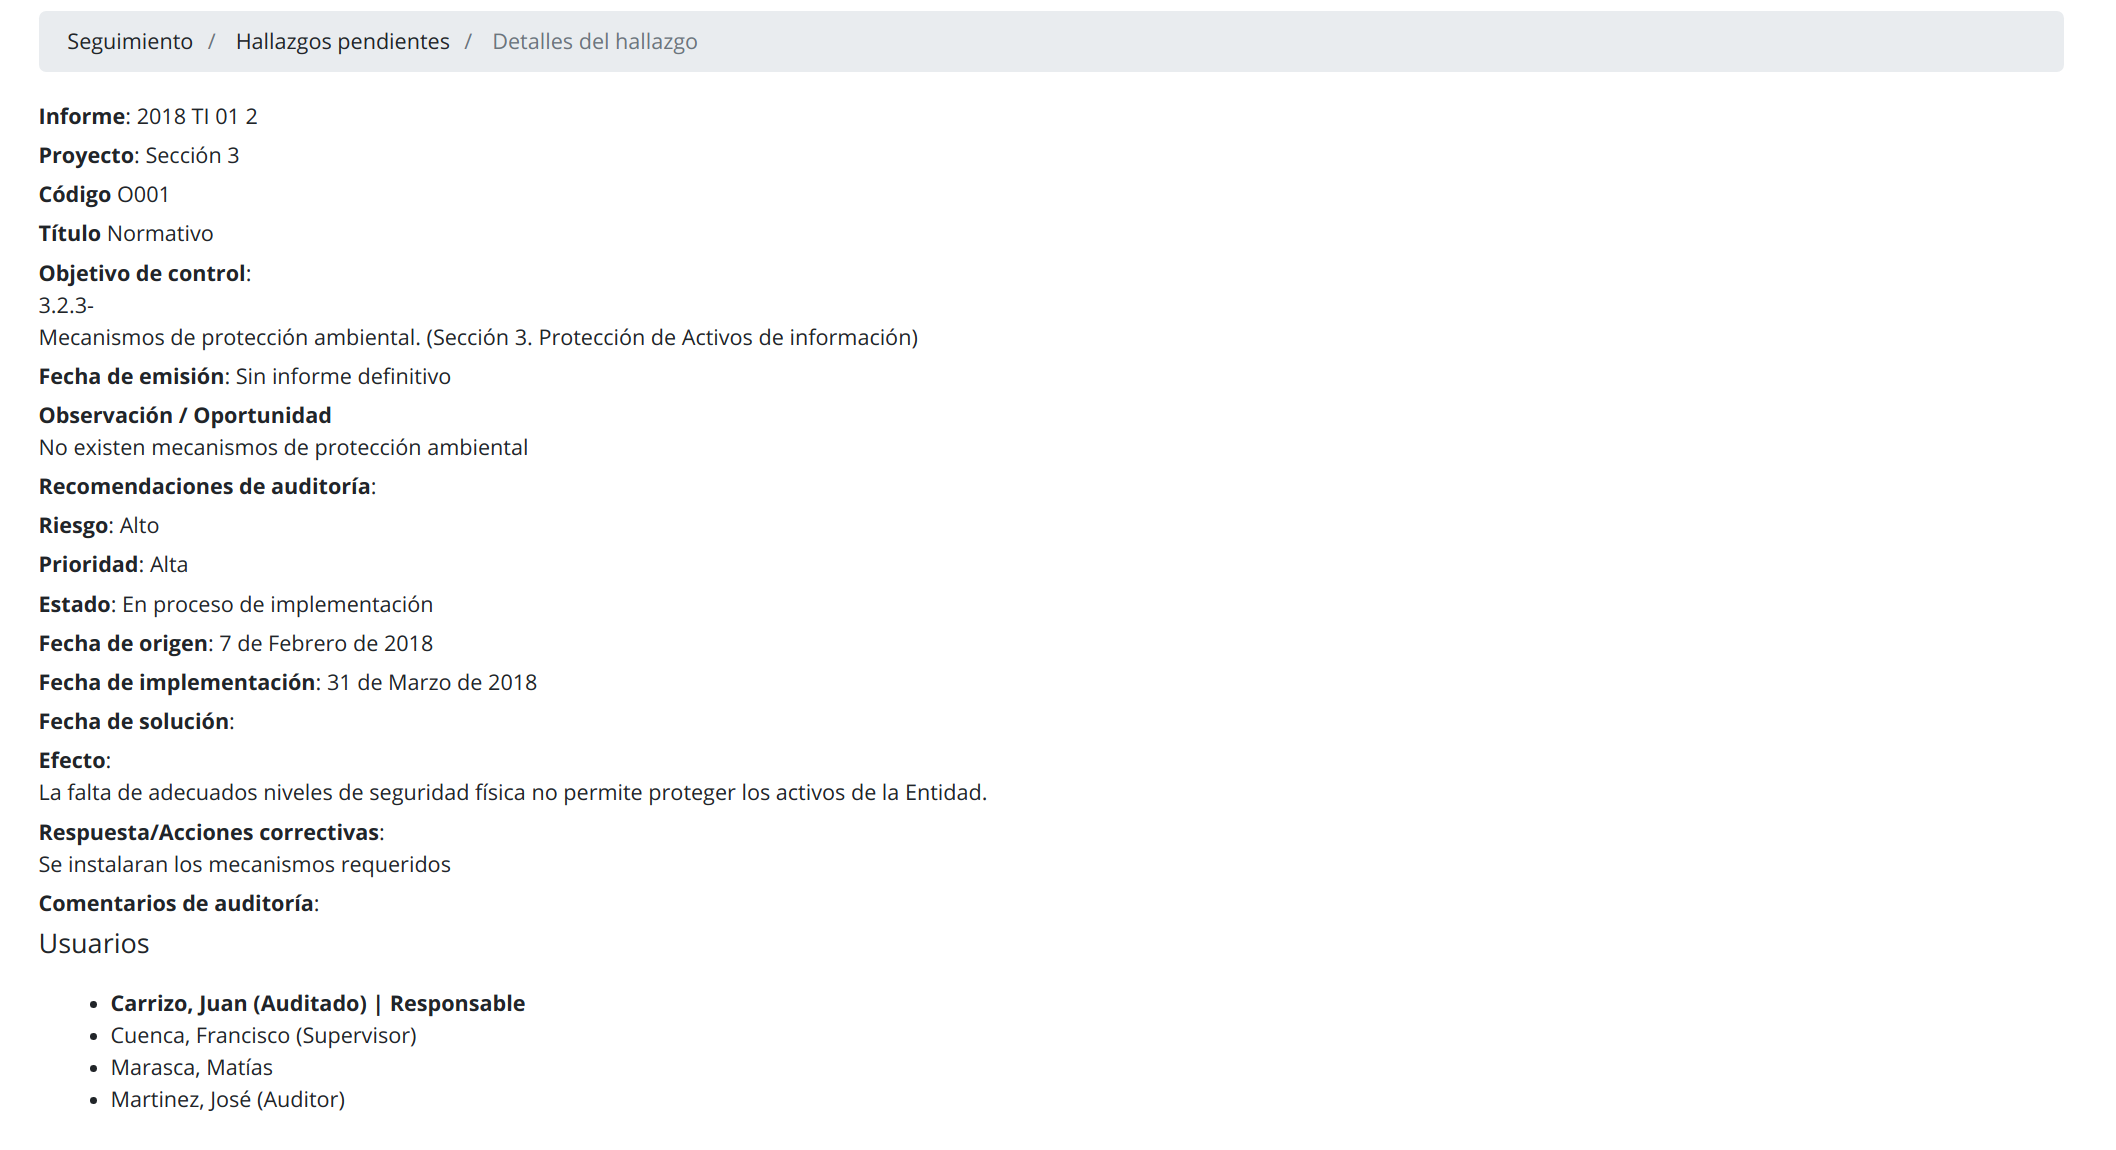 Seguimiento / Hallazgos pendientes / Detalles del hallazgo
Informe: 2018 TI 01 2
Proyecto: Sección 3
Código O001
Título Normativo
Objetivo de control:
3.2.3-
Mecanismos de protección ambiental. (Sección 3. Protección de Activos de información)
Fecha de emisión: Sin informe definitivo
Observación / Oportunidad
No existen mecanismos de protección ambiental
Recomendaciones de auditoría:
Riesgo: Alto
Prioridad: Alta
Estado: En proceso de implementación
Fecha de origen: 7 de Febrero de 2018
Fecha de implementación: 31 de Marzo de 2018
Fecha de solución:
Efecto:
La falta de adecuados niveles de seguridad física no permite proteger los activos de la Entidad.
Respuesta/Acciones correctivas:
Se instalaran los mecanismos requeridos
Comentarios de auditoría:
Usuarios
• Carrizo, Juan (Auditado) | Responsable
• Cuenca, Francisco (Supervisor)
• Marasca, Matías
• Martinez, José (Auditor)